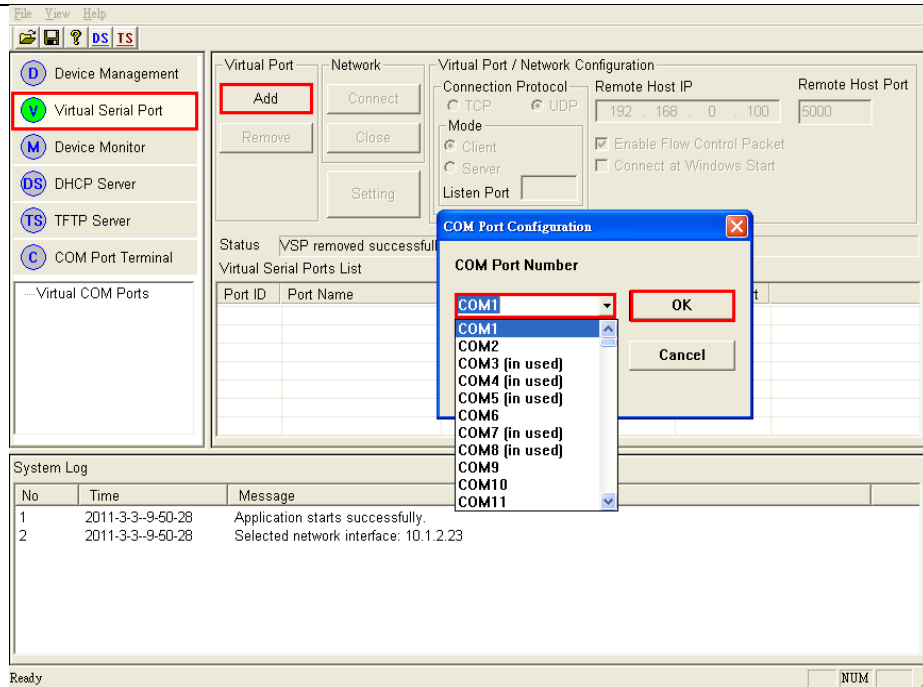 File View Help
DS TS
D Device Management
V Virtual Serial Port
M Device Monitor
DS DHCP Server
TS TFTP Server
C COM Port Terminal
Virtual COM Ports
Virtual Port
Add
Remove
Network
Connect
Close
Setting
Virtual Port / Network Configuration
Connection Protocol
TCP UDP
Mode
Client
Server
Listen Port
Remote Host IP
192 . 168 . 0 . 100
Remote Host Port
5000
Enable Flow Control Packet
Connect at Windows Start
Status VSP removed successfull
Virtual Serial Ports List
Port ID Port Name
COM Port Configuration
COM Port Number
COM1
OK
Cancel
COM1
COM2
COM3 (in used)
COM4 (in used)
COM5 (in used)
COM6
COM7 (in used)
COM8 (in used)
COM9
COM10
COM11
System Log
No Time Message
1 2011-3-3--9-50-28 Application starts successfully.
2 2011-3-3--9-50-28 Selected network interface: 10.1.2.23
Ready NUM